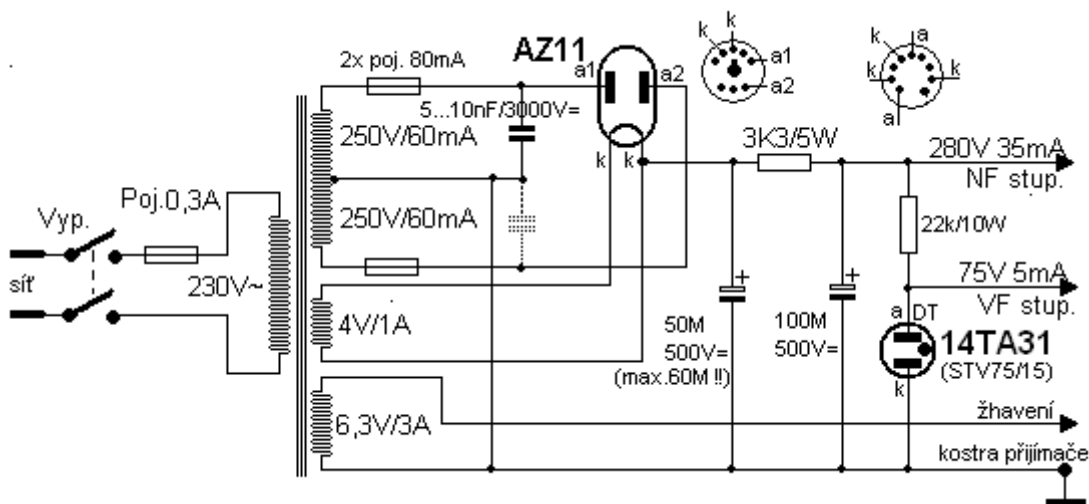 AZ11
2x poj. 80mA
a1
a2
k
k
a1
a2
k
a
k
k
k
a
5...10nF/3000V=
250V/60mA
k
k
3K3/5W
280V 35mA
NF stup.
Poj.0,3A
Vyp.
250V/60mA
22k/10W
síť
230V~
75V 5mA
VF stup.
4V/1A
+
50M
500V=
(max.60M !!)
+
100M
500V=
a
DT
14TA31
(STV75/15)
k
6,3V/3A
žhavení
kostra přijímače